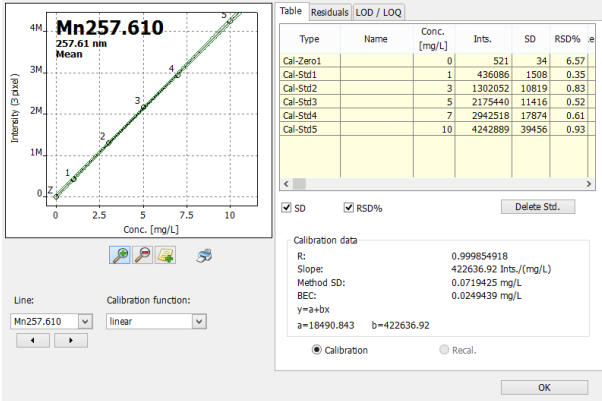 Mn257.610
257.61 nm
Mean
Intensity (3 pixel)
4M
3M
2M
1M
0
Z
1
2
3
4
5
0 2.5 5 7.5 10
Conc. [mg/L]
Line: Calibration function:
Mn257.610 linear
Table Residuals LOD / LOQ
Type Name Conc. [mg/L] Ints. SD RSD%
Cal-Zero1 0 521 34 6.57
Cal-Std1 1 436086 1508 0.35
Cal-Std2 3 1302052 10819 0.83
Cal-Std3 5 2175440 11416 0.52
Cal-Std4 7 2942518 17874 0.61
Cal-Std5 10 4242889 39456 0.93
SD RSD% Delete Std.
Calibration data
R: 0.999854918
Slope: 422636.92 Ints./(mg/L)
Method SD: 0.0719425 mg/L
BEC: 0.0249439 mg/L
y=a+bx
a=18490.843 b=422636.92
Calibration Recal.
OK